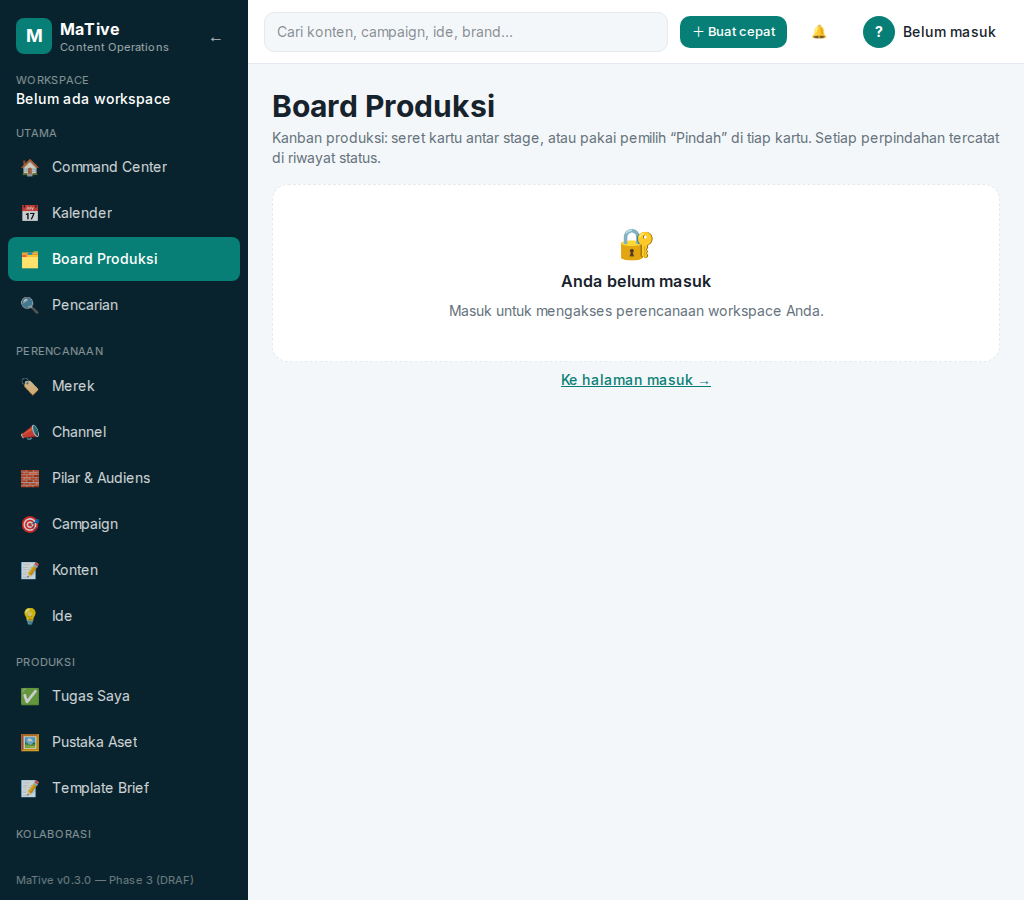 M
MaTive
Content Operations
←
WORKSPACE
Belum ada workspace
UTAMA
Command Center
Kalender
Board Produksi
Pencarian
PERENCANAAN
Merek
Channel
Pilar & Audiens
Campaign
Konten
Ide
PRODUKSI
Tugas Saya
Pustaka Aset
Template Brief
KOLABORASI
MaTive v0.3.0 — Phase 3 (DRAF)
Cari konten, campaign, ide, brand…
+ Buat cepat
?
Belum masuk
Board Produksi
Kanban produksi: seret kartu antar stage, atau pakai pemilih “Pindah” di tiap kartu. Setiap perpindahan tercatat
di riwayat status.
Anda belum masuk
Masuk untuk mengakses perencanaan workspace Anda.
Ke halaman masuk →